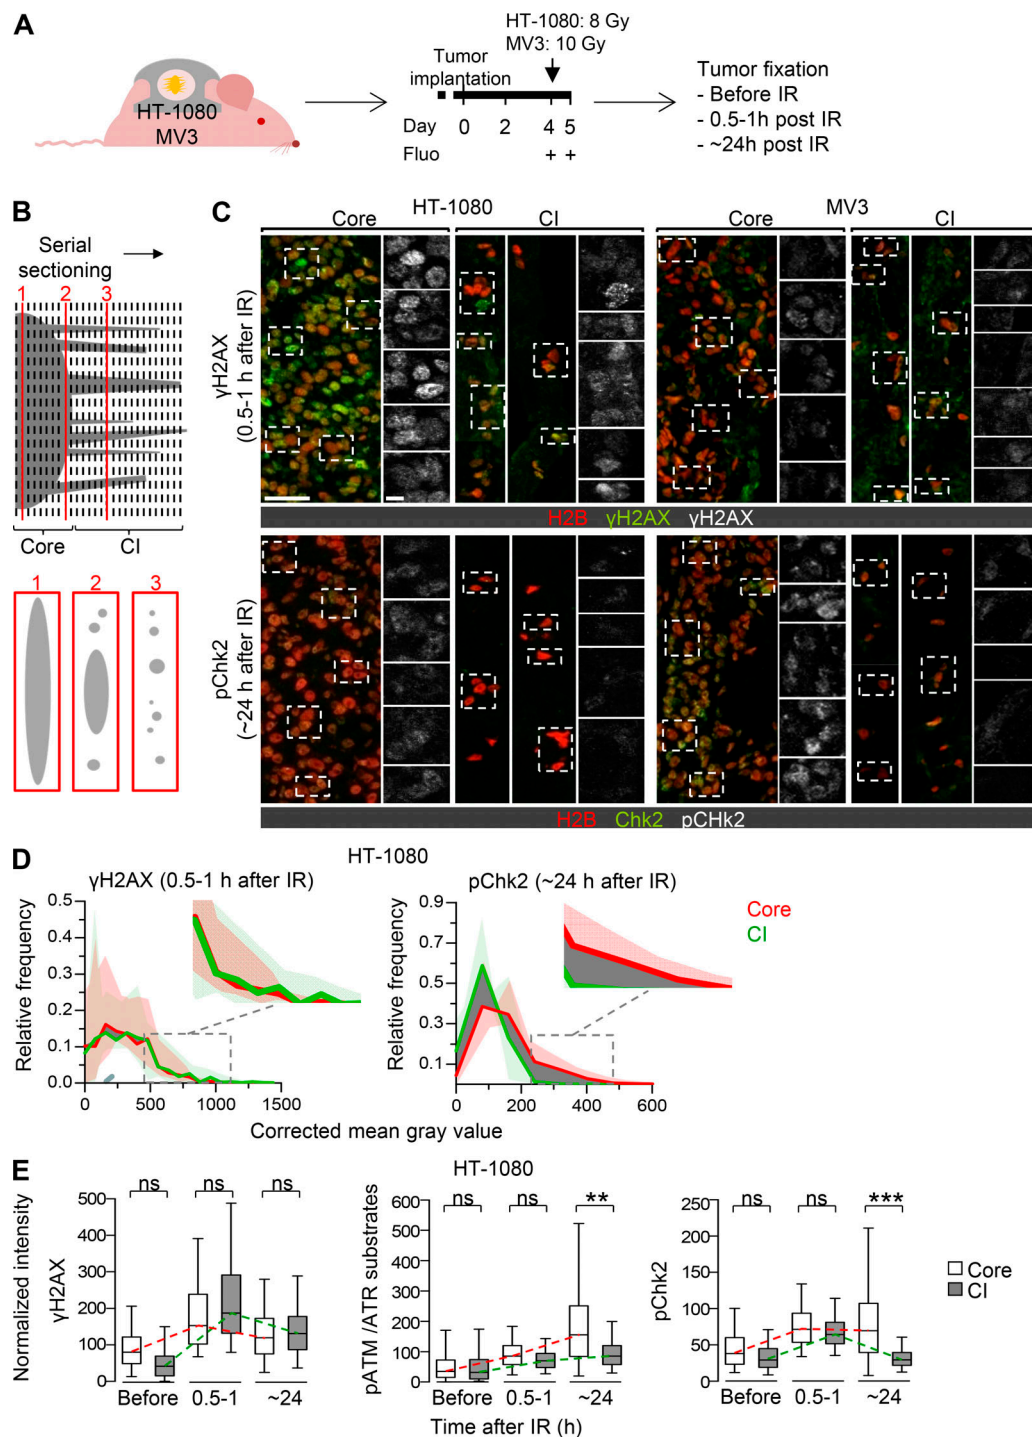 A
HT-1080
MV3
Tumor
implantation
HT-1080: 8 Gy
MV3: 10 Gy
Day 0 2 4 5
Fluo + +
Tumor fixation
- Before IR
- 0.5-1h post IR
- ~24h post IR
B
Serial
sectioning
1 2 3
Core CI
1 2 3
C
HT-1080 MV3
Core CI Core CI
γH2AX
(0.5-1 h after IR)
H2B γH2AX γH2AX
pChk2
(~24 h after IR)
H2B Chk2 pCHk2
D
HT-1080
γH2AX (0.5-1 h after IR)
Relative frequency
0.5
0.4
0.3
0.2
0.1
0.0
0 500 1000 1500
pChk2 (~24 h after IR)
Relative frequency
0.9
0.7
0.5
0.3
0.1
0 200 400 600
Core
CI
Corrected mean gray value
E
HT-1080
Normalized intensity
γH2AX
500
400
300
200
100
0
ns ns ns
Before 0.5-1 ~24
pATM /ATR substrates
600
500
400
300
200
100
0
ns ns **
Before 0.5-1 ~24
pChk2
250
200
150
100
50
0
ns ns ***
Before 0.5-1 ~24
Core
CI
Time after IR (h)